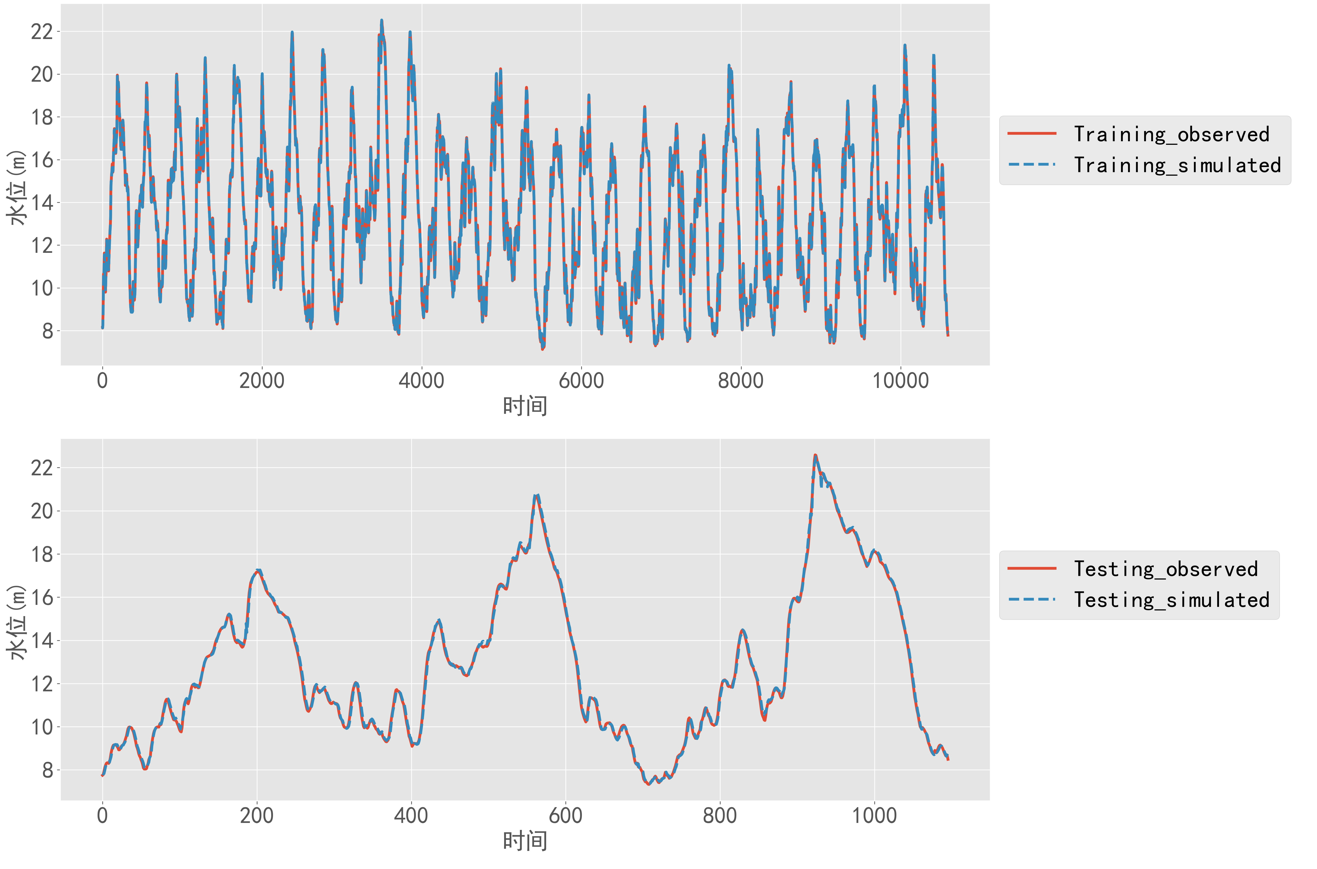 22
20
18
16
14
12
10
8
水位(m)
0 2000 4000 6000 8000 10000
时间
Training_observed
Training_simulated
22
20
18
16
14
12
10
8
水位(m)
0 200 400 600 800 1000
时间
Testing_observed
Testing_simulated